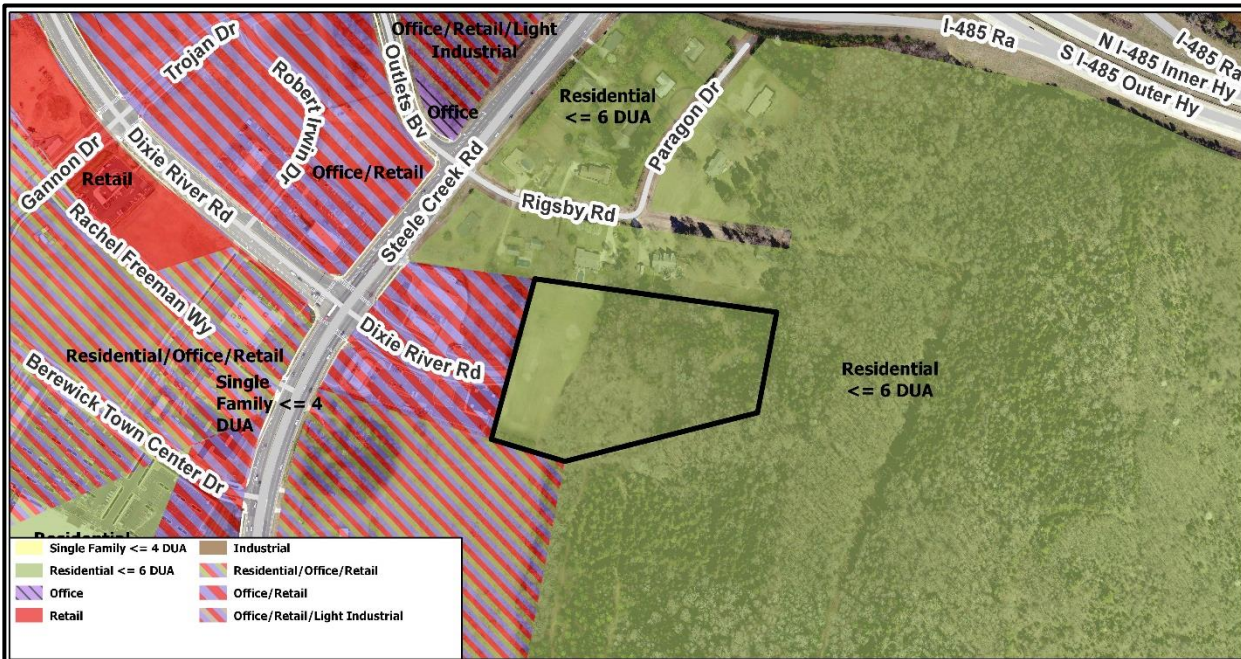 Office/Retail/Light
Industrial
I-485 Ra
N I-485 Inner Hy
I-485 Ra
S I-485 Outer Hy
Trojan Dr
Outlets Bv
Robert Irwin Dr
Office
Residential
<= 6 DUA
Paragon Dr
Gannon Dr
Retail
Dixie River Rd
Office/Retail
Steele Creek Rd
Rigsby Rd
Rachel Freeman Wy
Dixie River Rd
Residential/Office/Retail
Single
Family <= 4
DUA
Residential
<= 6 DUA
Berewick Town Center Dr
Residential
Single Family <= 4 DUA
Residential <= 6 DUA
Office
Retail
Industrial
Residential/Office/Retail
Office/Retail
Office/Retail/Light Industrial